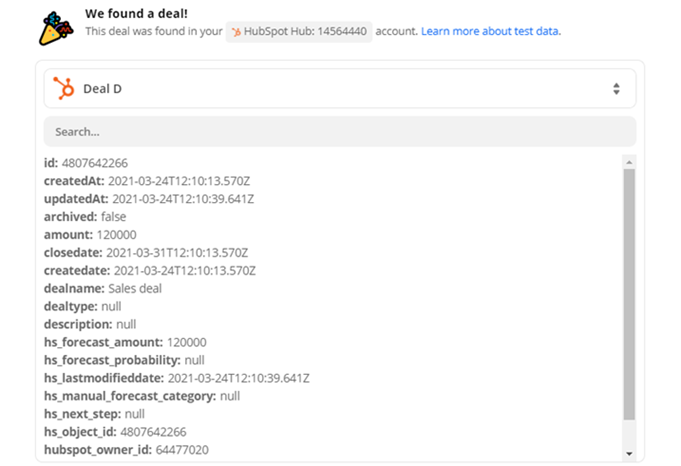 We found a deal!
This deal was found in your HubSpot Hub: 14564440 account. Learn more about test data.
Deal D
Search...
id: 4807642266
createdAt: 2021-03-24T12:10:13.570Z
updatedAt: 2021-03-24T12:10:39.641Z
archived: false
amount: 120000
closedate: 2021-03-31T12:10:13.570Z
createdate: 2021-03-24T12:10:13.570Z
dealname: Sales deal
dealtype: null
description: null
hs_forecast_amount: 120000
hs_forecast_probability: null
hs_lastmodifieddate: 2021-03-24T12:10:39.641Z
hs_manual_forecast_category: null
hs_next_step: null
hs_object_id: 4807642266
hubspot_owner_id: 64477020